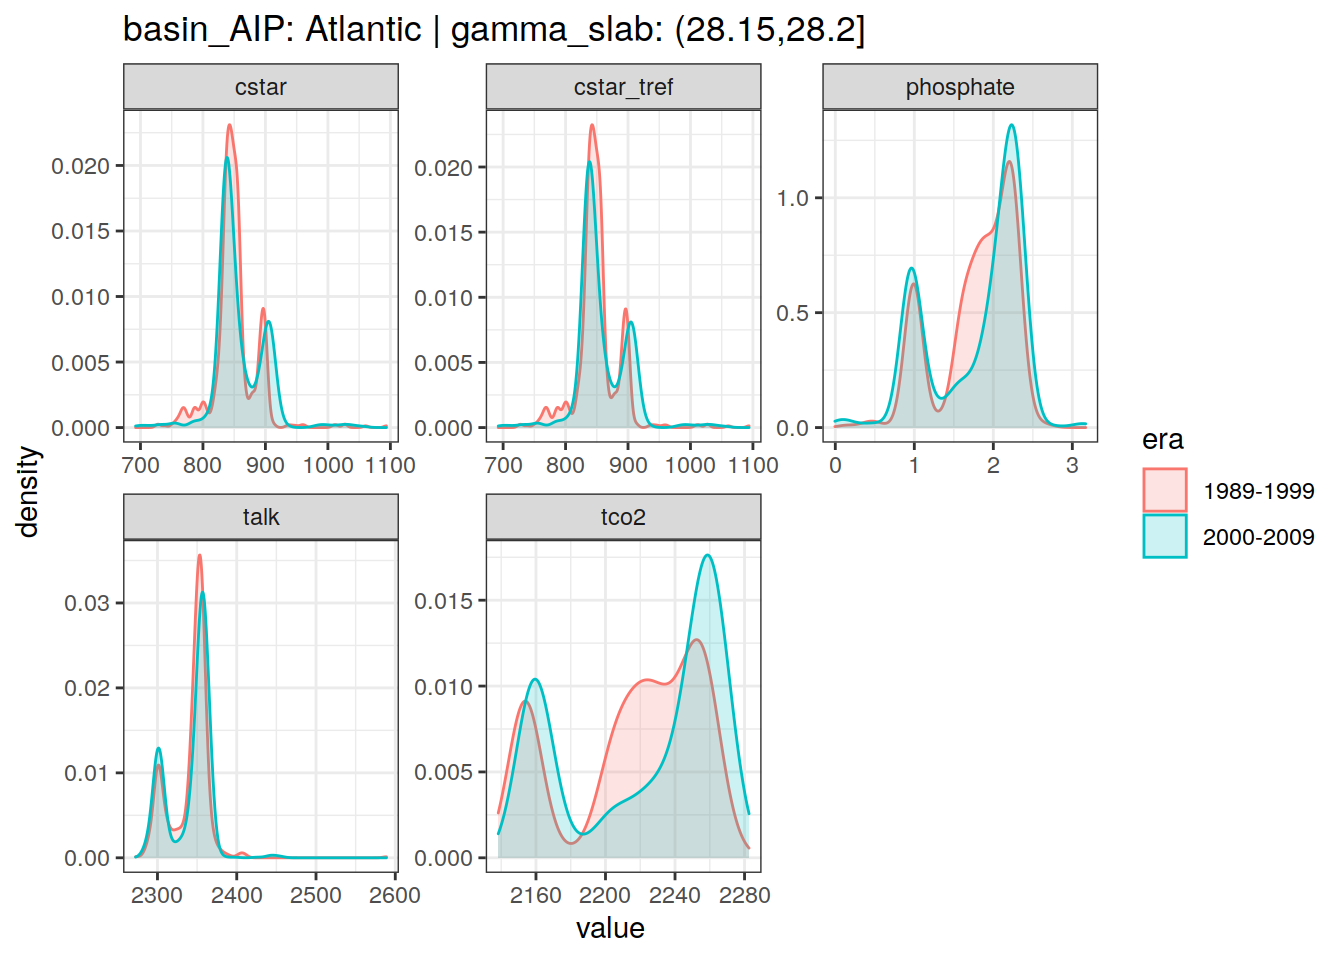 basin_AIP: Atlantic | gamma_slab: (28.15,28.2]
cstar
cstar_tref
phosphate
0.020
0.015
0.010
0.005
0.000
700 800 900 1000 1100
0.020
0.015
0.010
0.005
0.000
700 800 900 1000 1100
1.0
0.5
0.0
0 1 2 3
density
talk
tco2
0.03
0.02
0.01
0.00
2300 2400 2500 2600
0.015
0.010
0.005
0.000
2160 2200 2240 2280
value
era
1989-1999
2000-2009